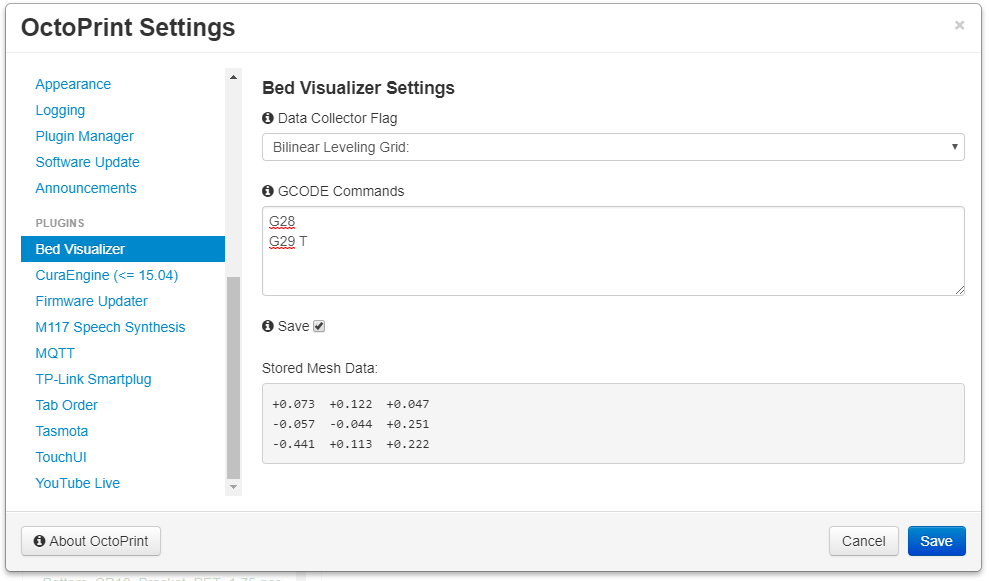 OctoPrint Settings
×
Appearance
Logging
Plugin Manager
Software Update
Announcements
PLUGINS
Bed Visualizer
CuraEngine (<= 15.04)
Firmware Updater
M117 Speech Synthesis
MQTT
TP-Link Smartplug
Tab Order
Tasmota
TouchUI
YouTube Live
Bed Visualizer Settings
Data Collector Flag
Bilinear Leveling Grid:
GCODE Commands
G28
G29 T
Save
Stored Mesh Data:
+0.073 +0.122 +0.047
-0.057 -0.044 +0.251
-0.441 +0.113 +0.222
About OctoPrint
Cancel
Save